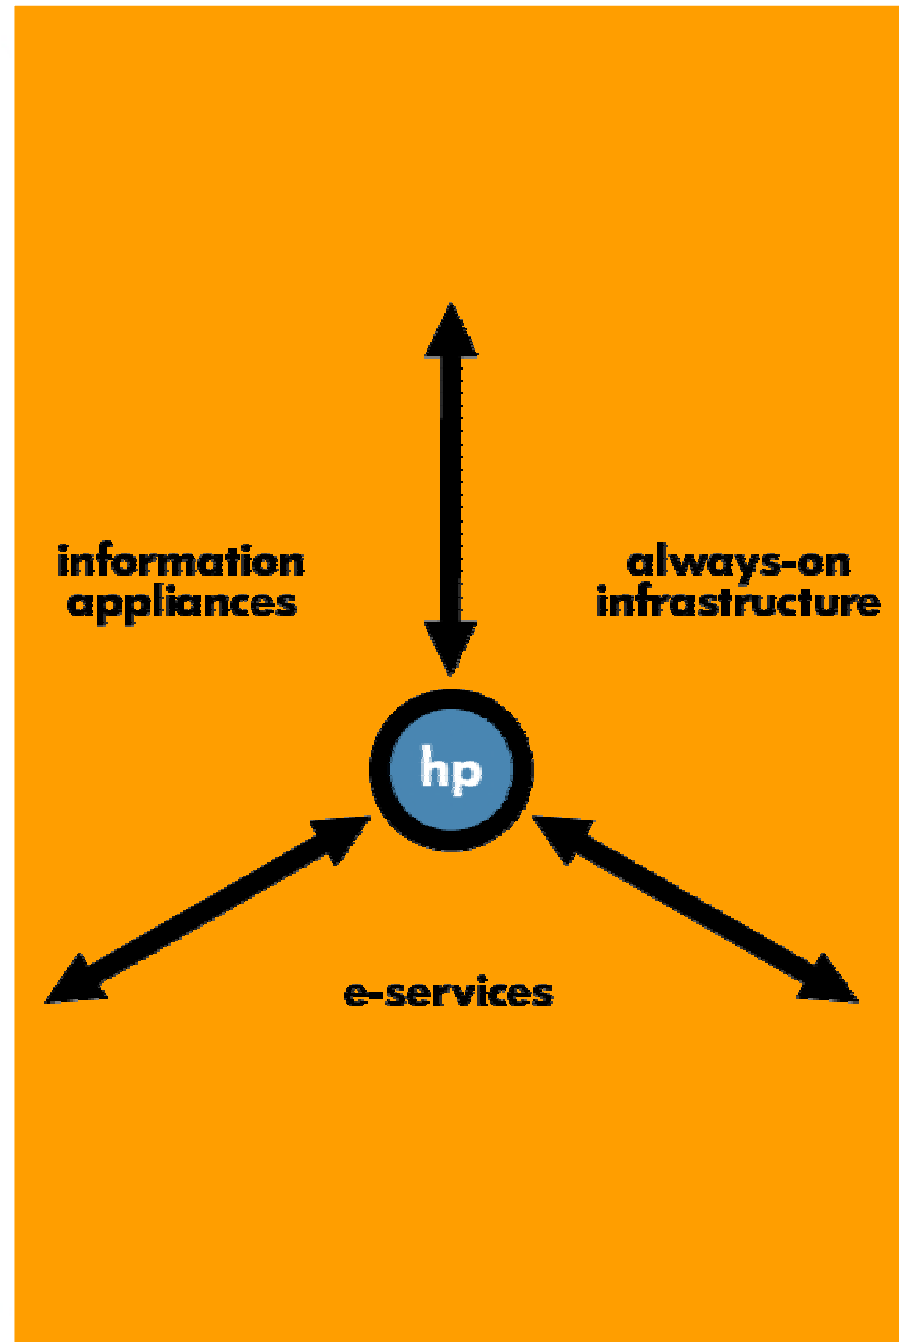 information
appliances
always-on
infrastructure
hp
e-services